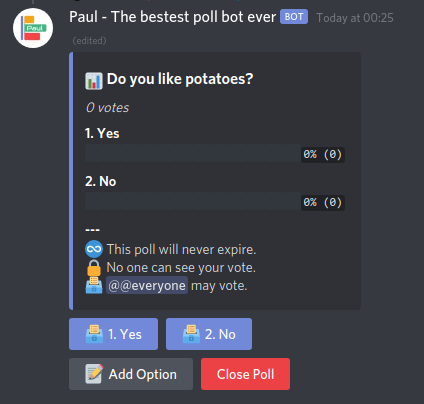 Paul - The bestest poll bot ever BOT Today at 00:25
Paul
(edited)
Do you like potatoes?
0 votes
1. Yes
0% (0)
2. No
0% (0)
---
This poll will never expire.
No one can see your vote.
@@everyone may vote.
1. Yes 2. No
Add Option Close Poll